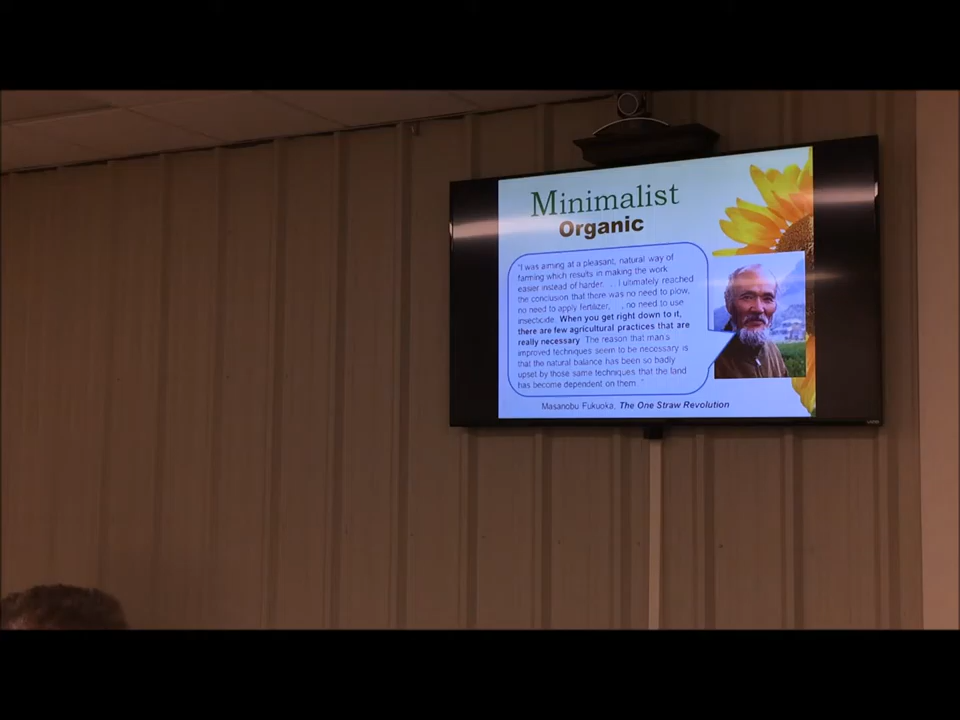 Minimalist
Organic
"I was aiming at a pleasant, natural way of
farming which results in making the work
easier instead of harder. . . I ultimately reached
the conclusion that there was no need to plow,
no need to apply fertilizer, . . . no need to use
insecticide. When you get right down to it,
there are few agricultural practices that are
really necessary. The reason that man's
improved techniques seem to be necessary is
that the natural balance has been so badly
upset by those same techniques that the land
has become dependent on them."
Masanobu Fukuoka, The One Straw Revolution